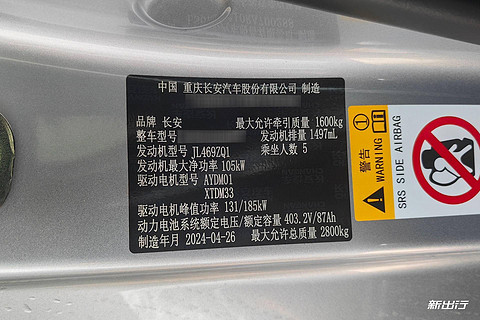 中国 重庆长安汽车股份有限公司 制造
品牌 长安 最大允许牵引质量 1600kg
整车型号 发动机排量 1497mL
发动机型号 JL469ZQ1 乘坐人数 5
发动机最大净功率 105kW
驱动电机型号 AYDM01
XTDM33
驱动电机峰值功率 131/185kW
动力电池系统额定电压/额定容量 403.2V/87Ah
制造年月 2024-04-26 最大允许总质量 2800kg
警告
WARNING
SRS SIDE AIRBAG
新出行